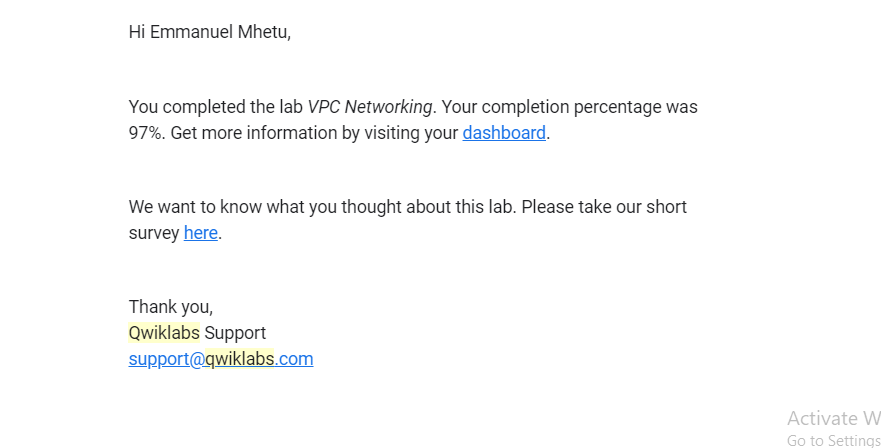 Hi Emmanuel Mhetu,
You completed the lab VPC Networking. Your completion percentage was
97%. Get more information by visiting your dashboard.
We want to know what you thought about this lab. Please take our short
survey here.
Thank you,
Qwiklabs Support
support@qwiklabs.com
Activate W
Go to Settings